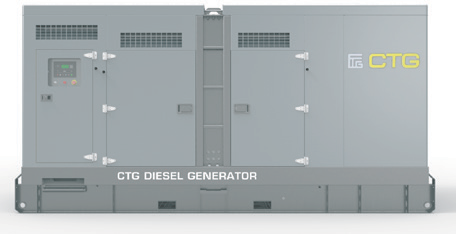 CTG
CTG DIESEL GENERATOR